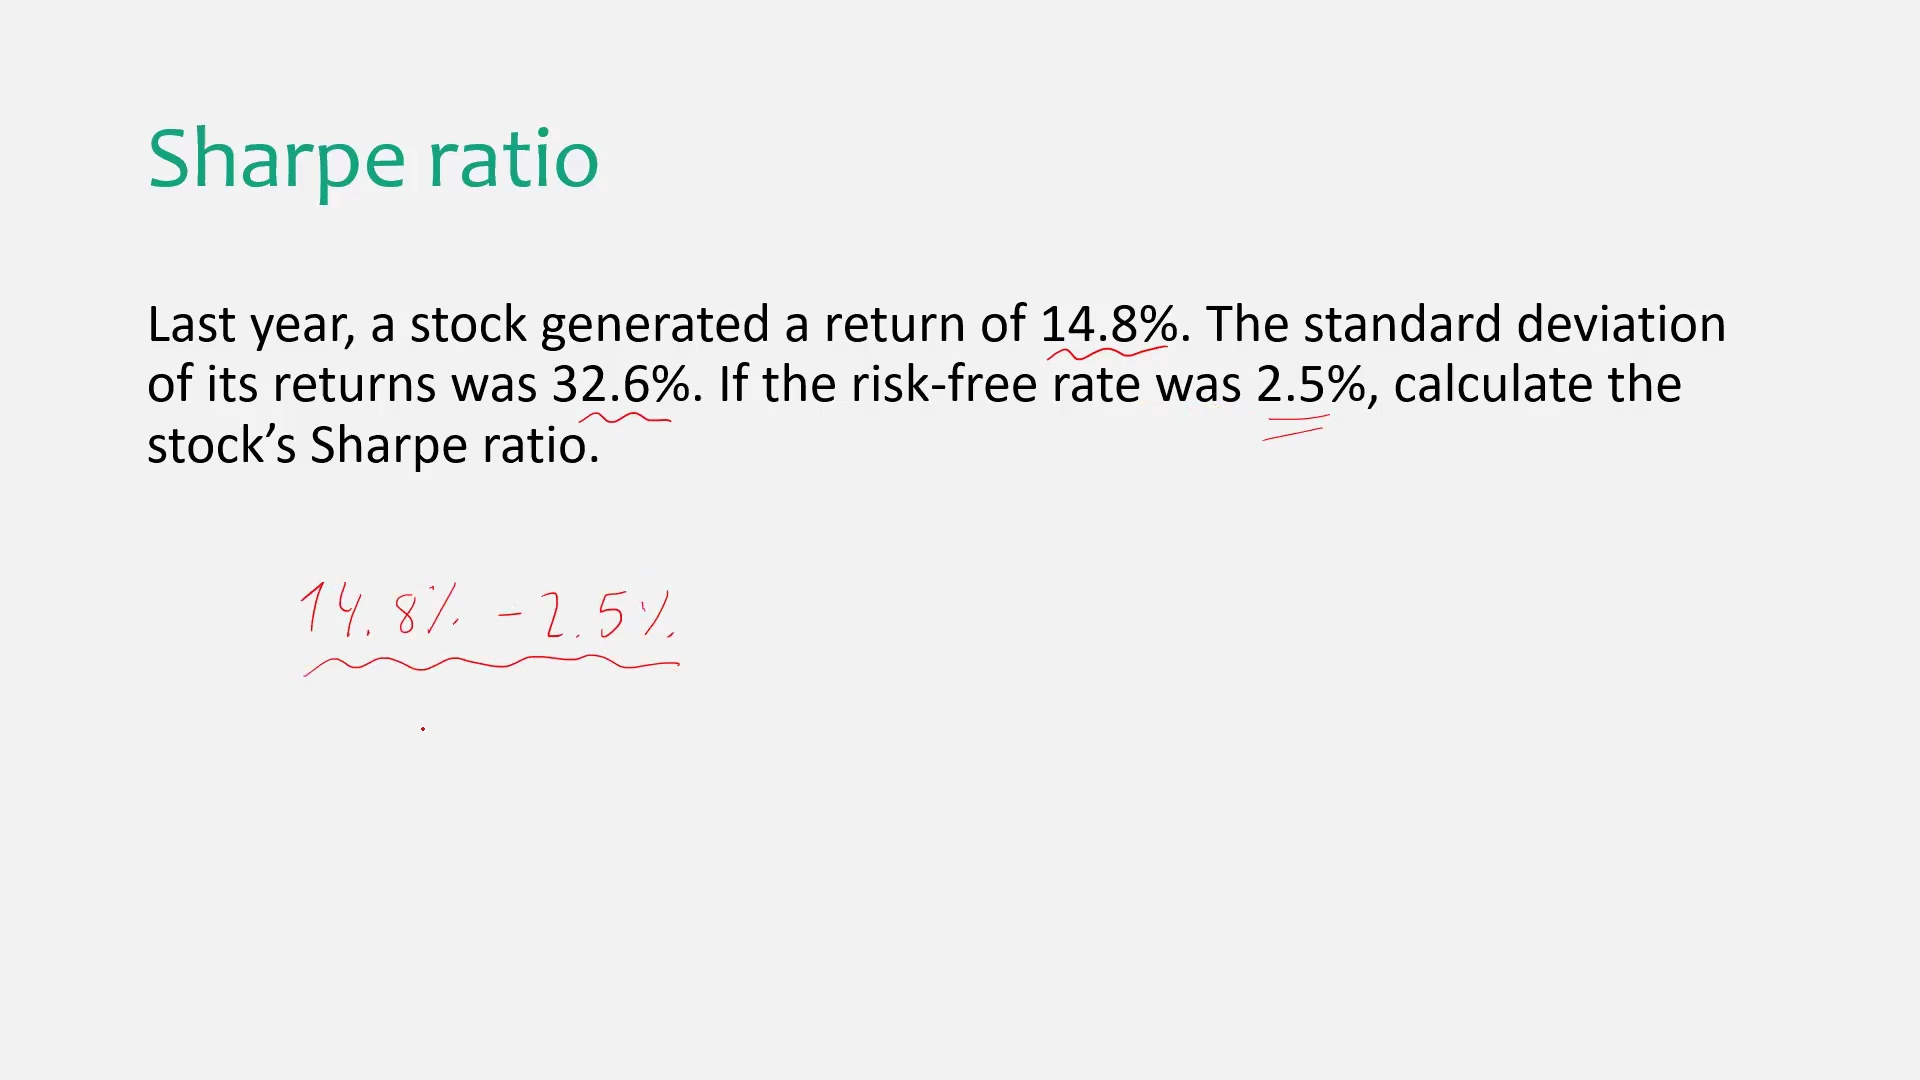 Sharpe ratio
Last year, a stock generated a return of 14.8%. The standard deviation
of its returns was 32.6%. If the risk-free rate was 2.5%, calculate the
stock’s Sharpe ratio.
14.8% - 2.5%